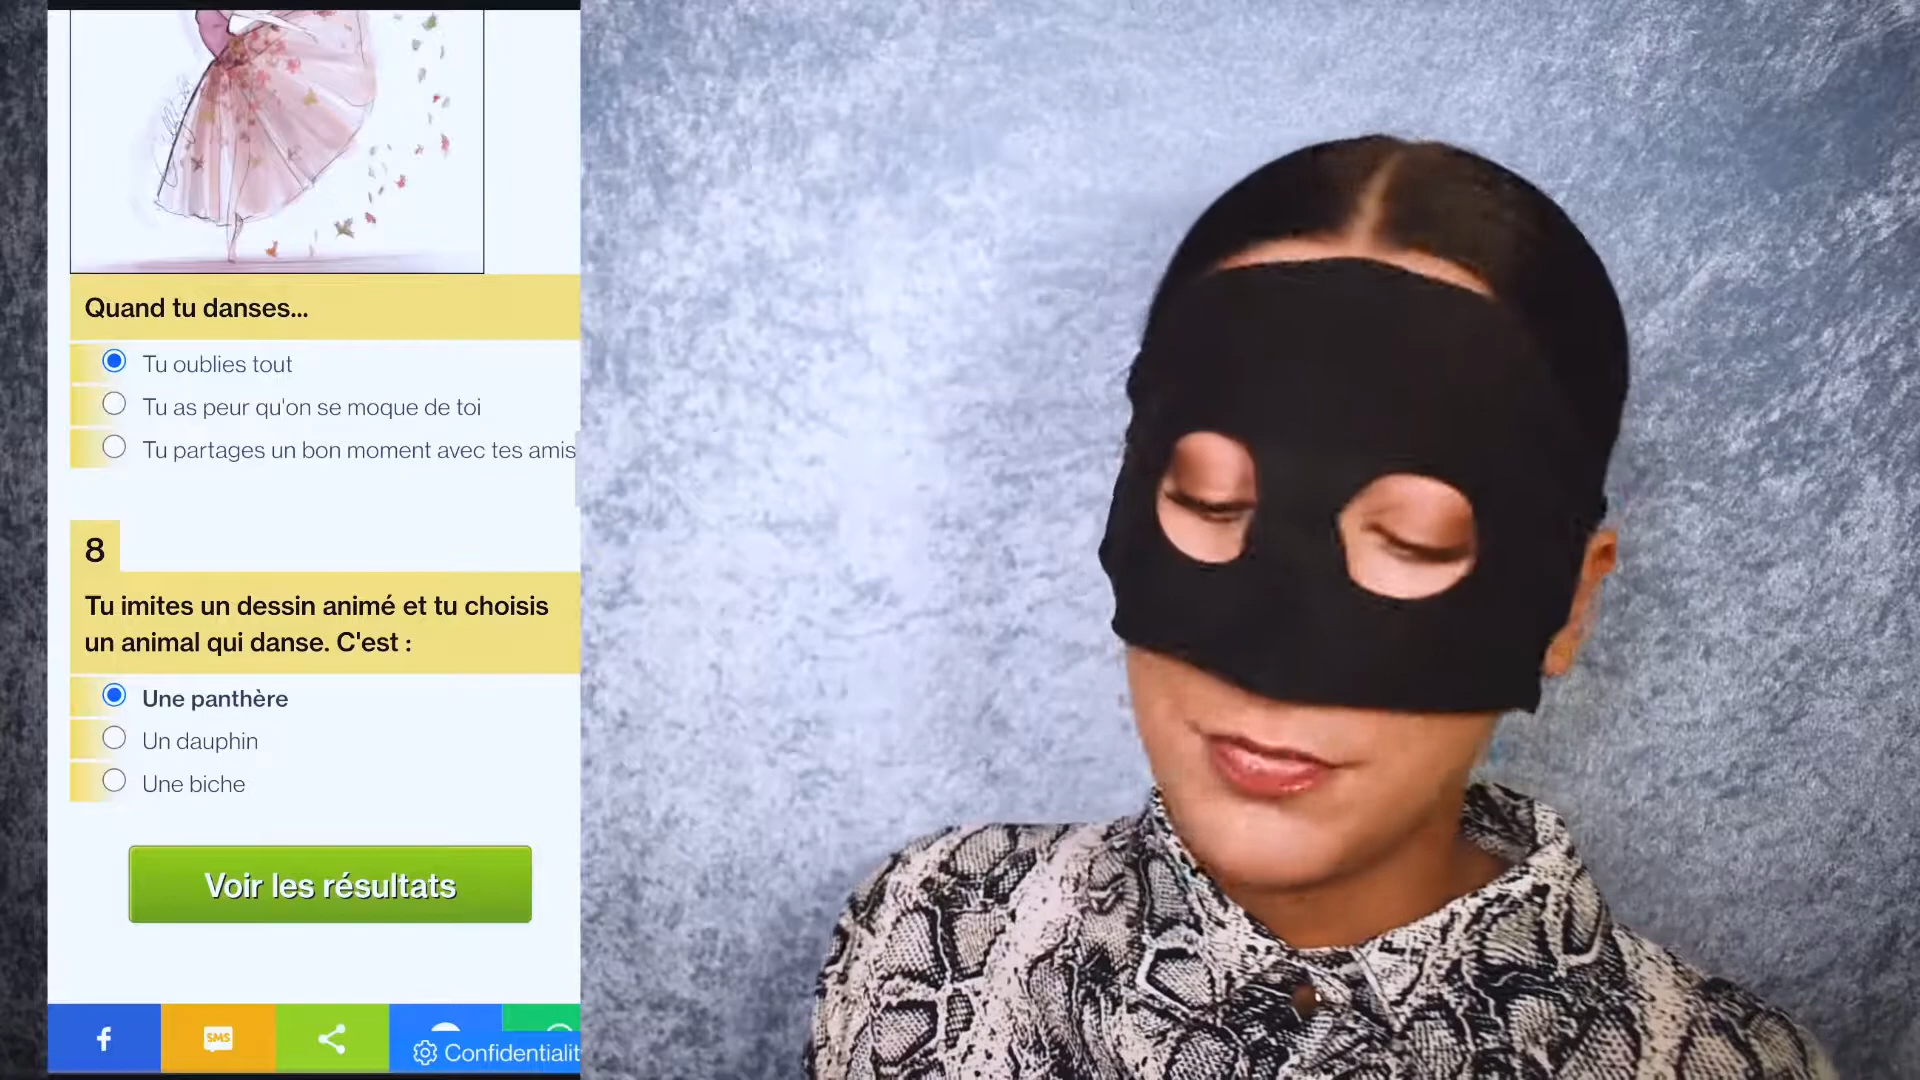 Quand tu danses...
Tu oublies tout
Tu as peur qu'on se moque de toi
Tu partages un bon moment avec tes amis
8
Tu imites un dessin animé et tu choisis
un animal qui danse. C'est :
Une panthère
Un dauphin
Une biche
Voir les résultats
f
SMS
Confidentialit